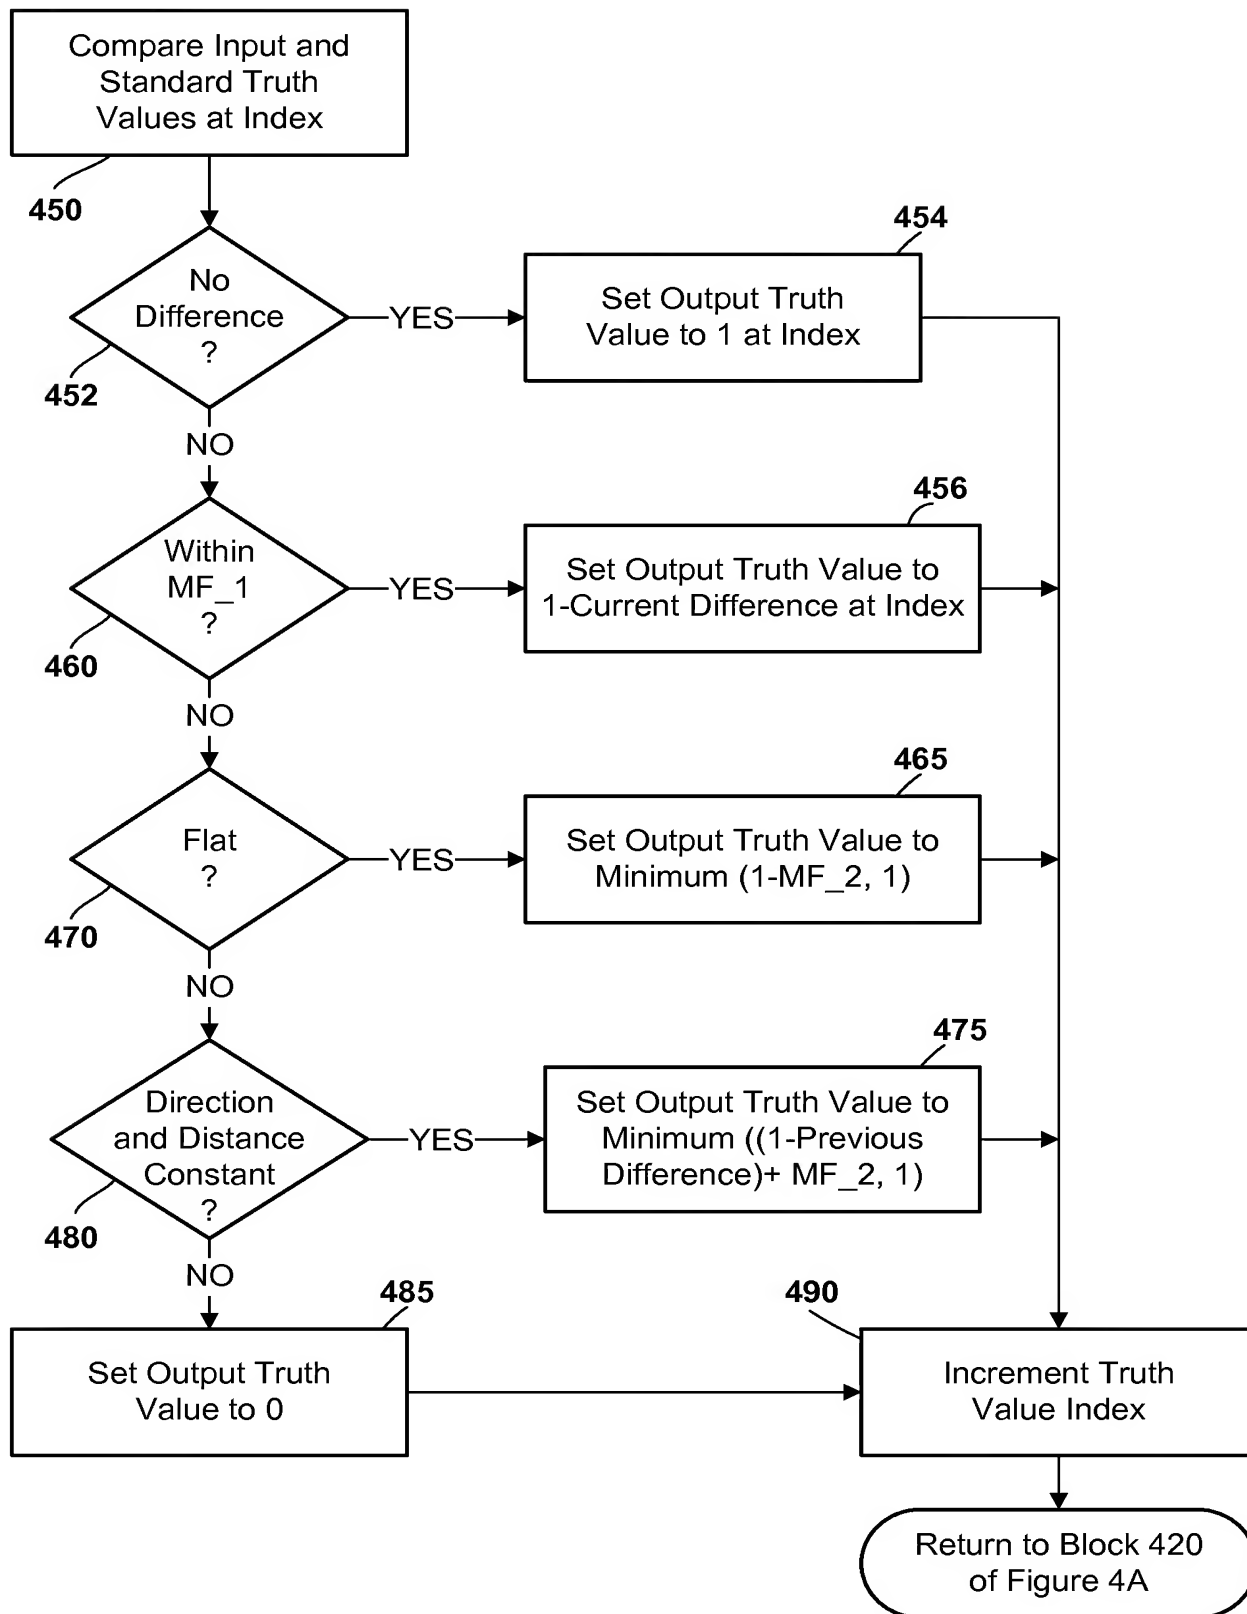 Compare Input and
Standard Truth
Values at Index
450
No
Difference
?
452
YES
454
Set Output Truth
Value to 1 at Index
NO
Within
MF_1
?
460
YES
456
Set Output Truth Value to
1-Current Difference at Index
NO
Flat
?
470
YES
465
Set Output Truth Value to
Minimum (1-MF_2, 1)
NO
Direction
and Distance
Constant
?
480
YES
475
Set Output Truth Value to
Minimum ((1-Previous
Difference)+ MF_2, 1)
NO
485
Set Output Truth
Value to 0
490
Increment Truth
Value Index
Return to Block 420
of Figure 4A